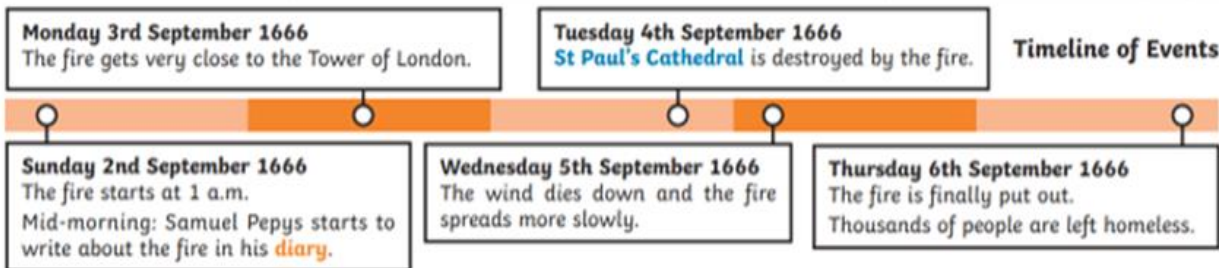 Monday 3rd September 1666
The fire gets very close to the Tower of London.
Tuesday 4th September 1666
St Paul's Cathedral is destroyed by the fire.
Timeline of Events
Sunday 2nd September 1666
The fire starts at 1 a.m.
Mid-morning: Samuel Pepys starts to
write about the fire in his diary.
Wednesday 5th September 1666
The wind dies down and the fire
spreads more slowly.
Thursday 6th September 1666
The fire is finally put out.
Thousands of people are left homeless.